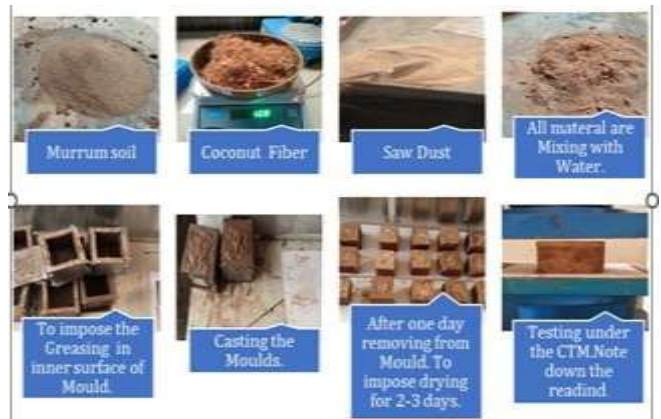 Murrum soil
Coconut Fiber
Saw Dust
All materal are
Mixing with
Water.
To impose the
Greasing in
inner surface of
Mould.
Casting the
Moulds.
After one day
removing from
Mould. To
impose drying
for 2-3 days.
Testing under
the CTM.Note
down the
readind.